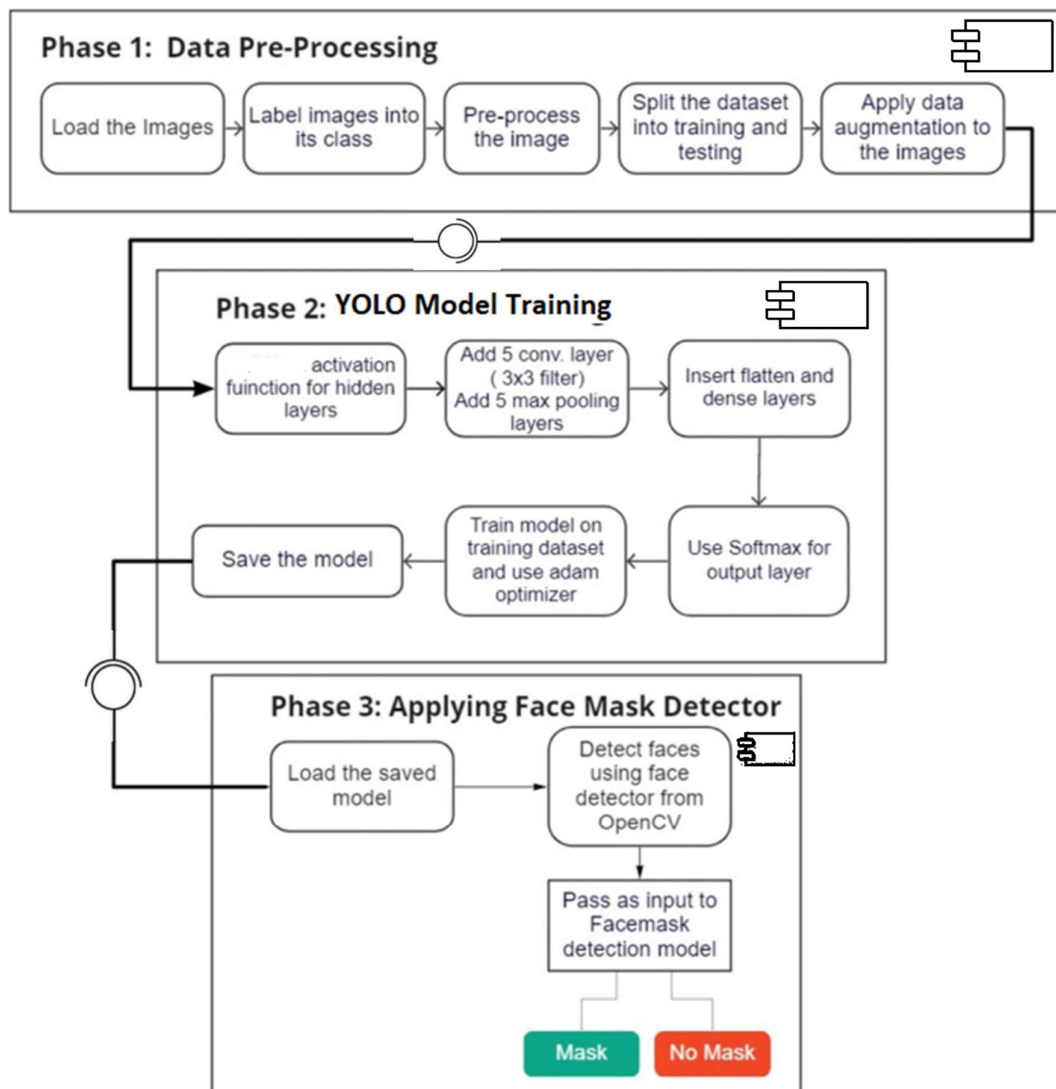 Phase 1: Data Pre-Processing
Load the Images
Label images into
its class
Pre-process
the image
Split the dataset
into training and
testing
Apply data
augmentation to
the images
Phase 2: YOLO Model Training
activation
fuinction for hidden
layers
Add 5 conv. layer
( 3x3 filter)
Add 5 max pooling
layers
Insert flatten and
dense layers
Use Softmax for
output layer
Train model on
training dataset
and use adam
optimizer
Save the model
Phase 3: Applying Face Mask Detector
Load the saved
model
Detect faces
using face
detector from
OpenCV
Pass as input to
Facemask
detection model
Mask
No Mask